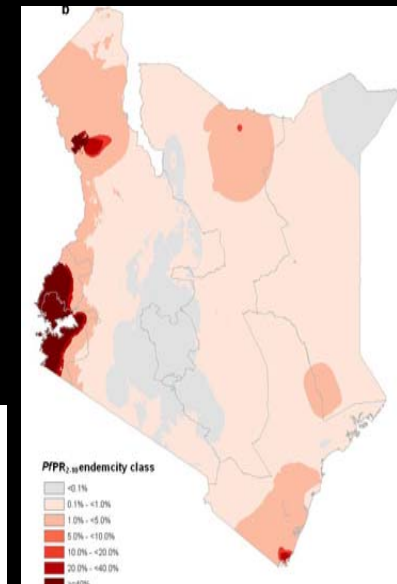 b
PfPR2-10 endemcity class
<0.1%
0.1% - <1.0%
1.0% - <5.0%
5.0% - <10.0%
10.0% - <20.0%
20.0% - <40.0%
>=40%